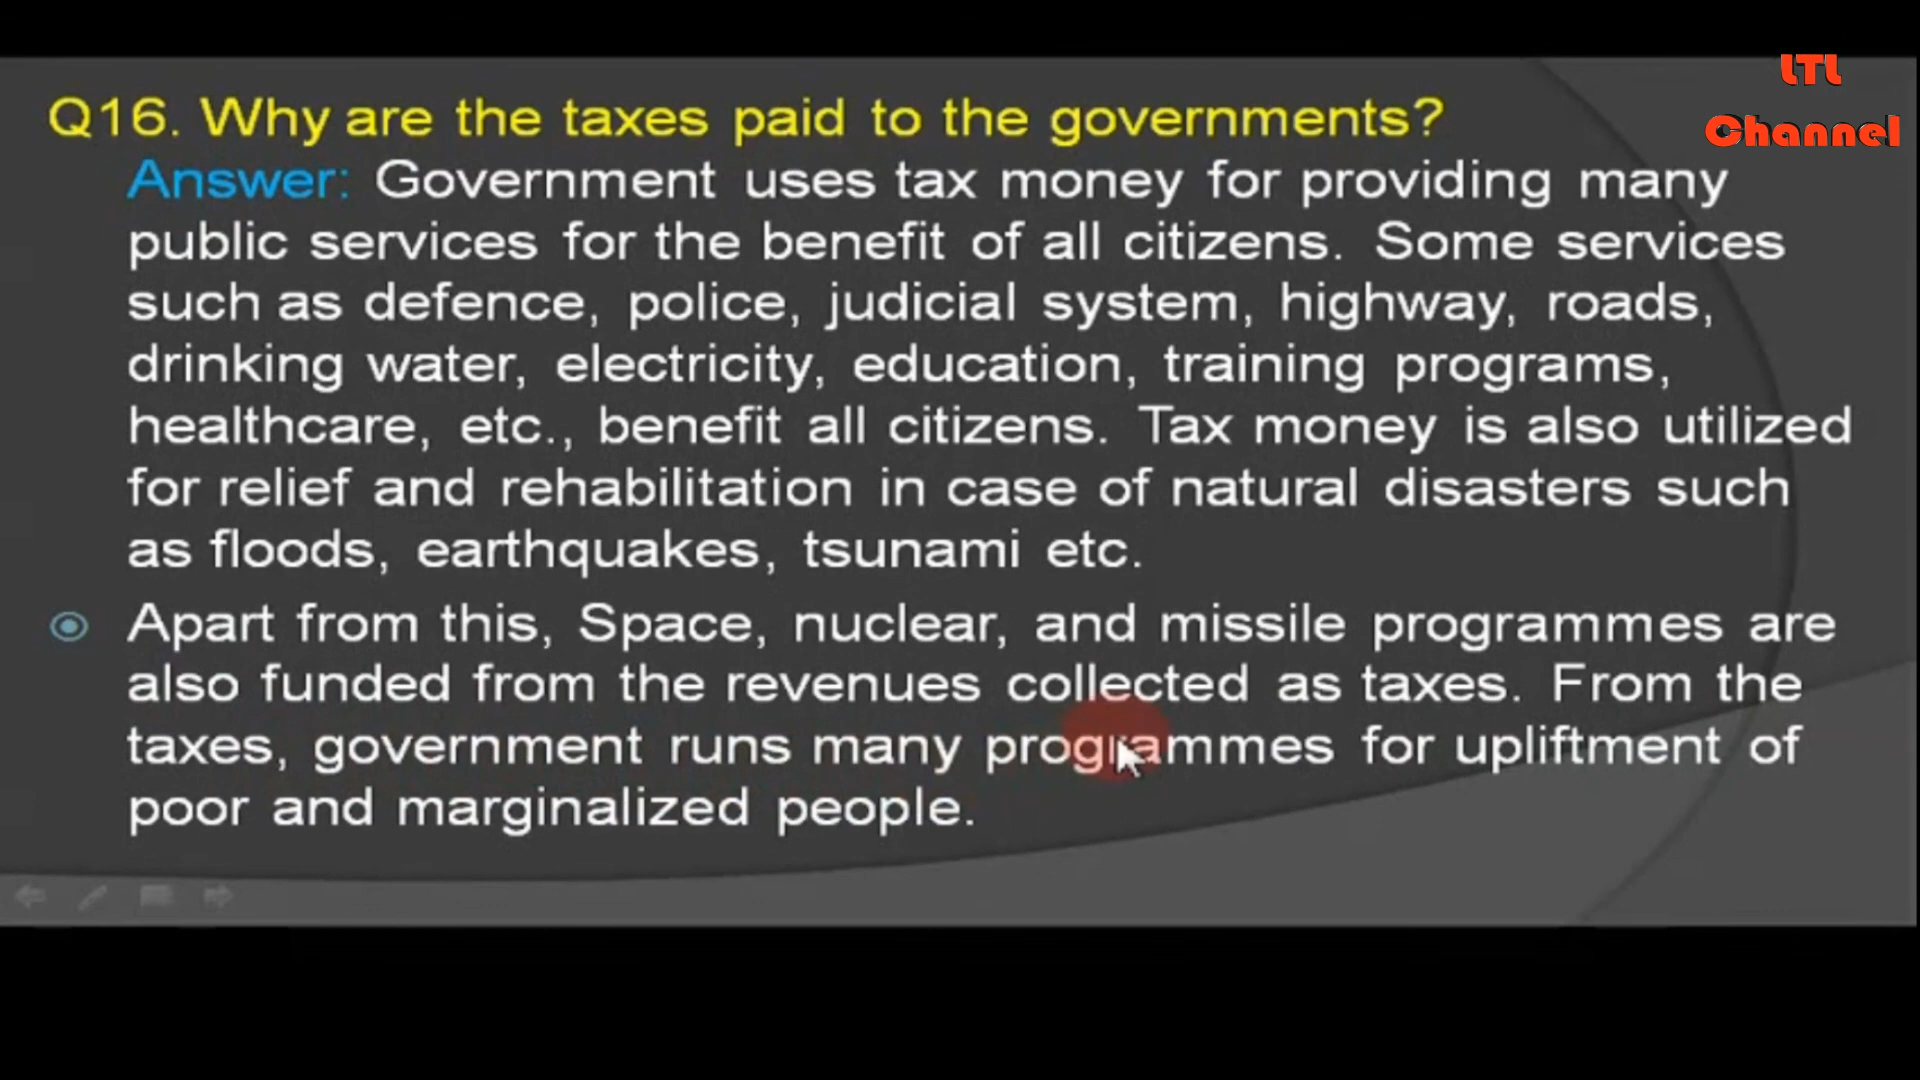 LTL
Channel
Q16. Why are the taxes paid to the governments?
Answer: Government uses tax money for providing many
public services for the benefit of all citizens. Some services
such as defence, police, judicial system, highway, roads,
drinking water, electricity, education, training programs,
healthcare, etc., benefit all citizens. Tax money is also utilized
for relief and rehabilitation in case of natural disasters such
as floods, earthquakes, tsunami etc.
Apart from this, Space, nuclear, and missile programmes are
also funded from the revenues collected as taxes. From the
taxes, government runs many programmes for upliftment of
poor and marginalized people.